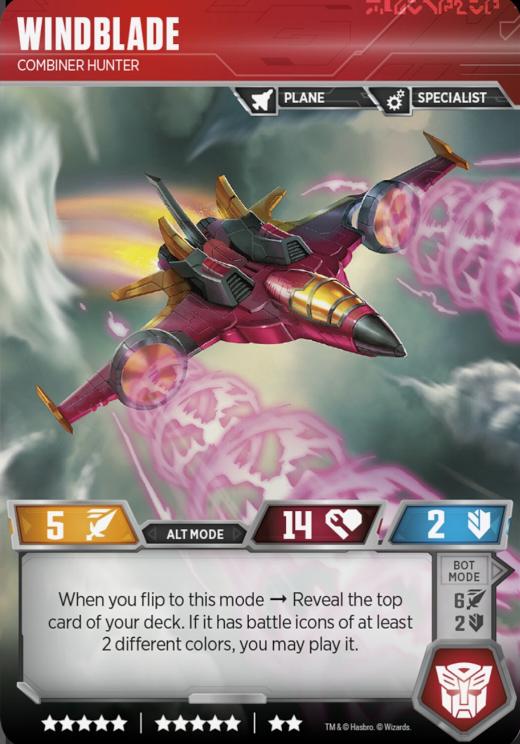 WINDBLADE
COMBINER HUNTER
PLANE
SPECIALIST
5
ALT MODE
14
2
BOT
MODE
6
2
When you flip to this mode → Reveal the top
card of your deck. If it has battle icons of at least
2 different colors, you may play it.
★★★★★ | ★★★★★ | ★★
TM & © Hasbro. © Wizards.